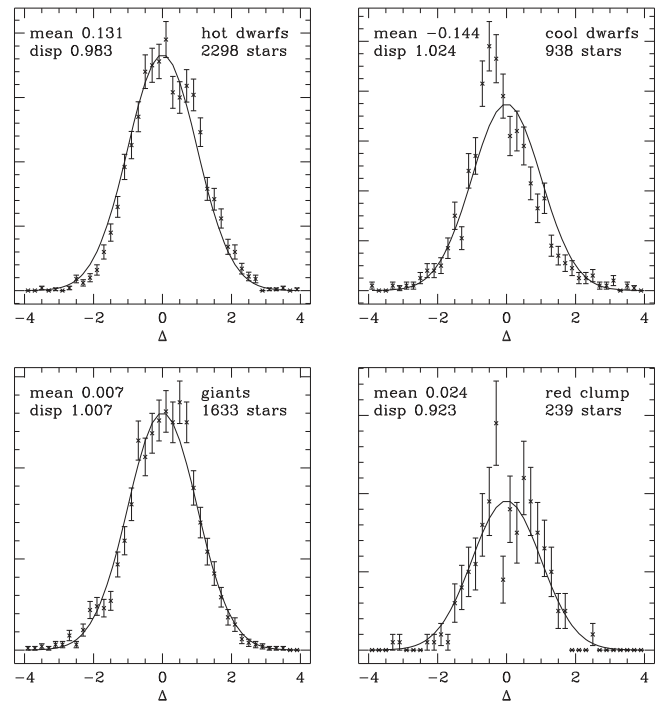 mean 0.131 hot dwarfs
disp 0.983 2298 stars
−4 −2 0 2 4
Δ
mean −0.144 cool dwarfs
disp 1.024 938 stars
−4 −2 0 2 4
Δ
mean 0.007 giants
disp 1.007 1633 stars
−4 −2 0 2 4
Δ
mean 0.024 red clump
disp 0.923 239 stars
−4 −2 0 2 4
Δ